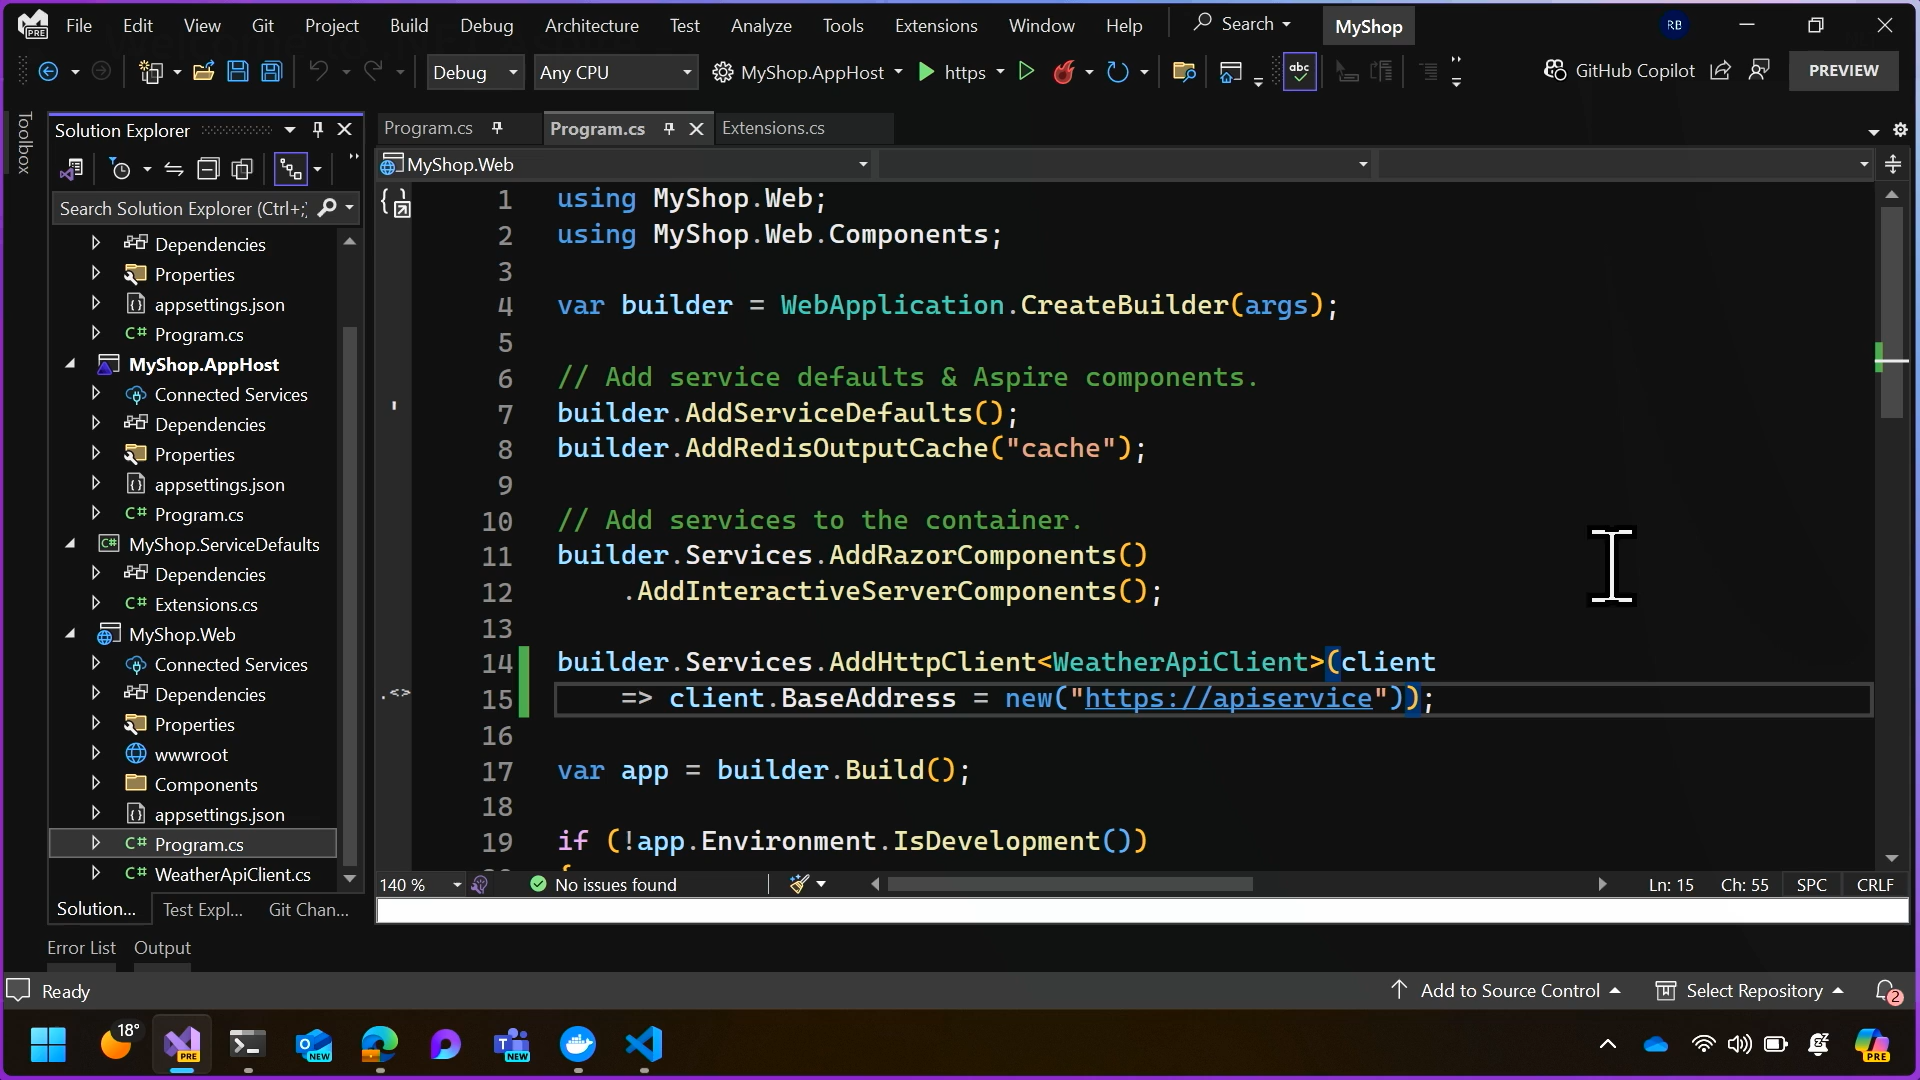 File Edit View Git Project Build Debug Architecture Test Analyze Tools Extensions Window Help Search MyShop RB
Debug Any CPU MyShop.AppHost https abc GitHub Copilot PREVIEW
Toolbox
Solution Explorer
Program.cs Program.cs Extensions.cs
MyShop.Web
Search Solution Explorer (Ctrl+;)
Dependencies
Properties
appsettings.json
C# Program.cs
MyShop.AppHost
Connected Services
Dependencies
Properties
appsettings.json
C# Program.cs
C# MyShop.ServiceDefaults
Dependencies
C# Extensions.cs
MyShop.Web
Connected Services
Dependencies
Properties
wwwroot
Components
appsettings.json
C# Program.cs
C# WeatherApiClient.cs
Solution... Test Expl... Git Chan...
1 using MyShop.Web;
2 using MyShop.Web.Components;
3
4 var builder = WebApplication.CreateBuilder(args);
5
6 // Add service defaults & Aspire components.
7 builder.AddServiceDefaults();
8 builder.AddRedisOutputCache("cache");
9
10 // Add services to the container.
11 builder.Services.AddRazorComponents()
12 .AddInteractiveServerComponents();
13
14 builder.Services.AddHttpClient<WeatherApiClient>(client
15 => client.BaseAddress = new("https://apiservice"));
16
17 var app = builder.Build();
18
19 if (!app.Environment.IsDevelopment())
140 % No issues found Ln: 15 Ch: 55 SPC CRLF
Error List Output
Ready Add to Source Control Select Repository 2
18° PRE NEW NEW PRE